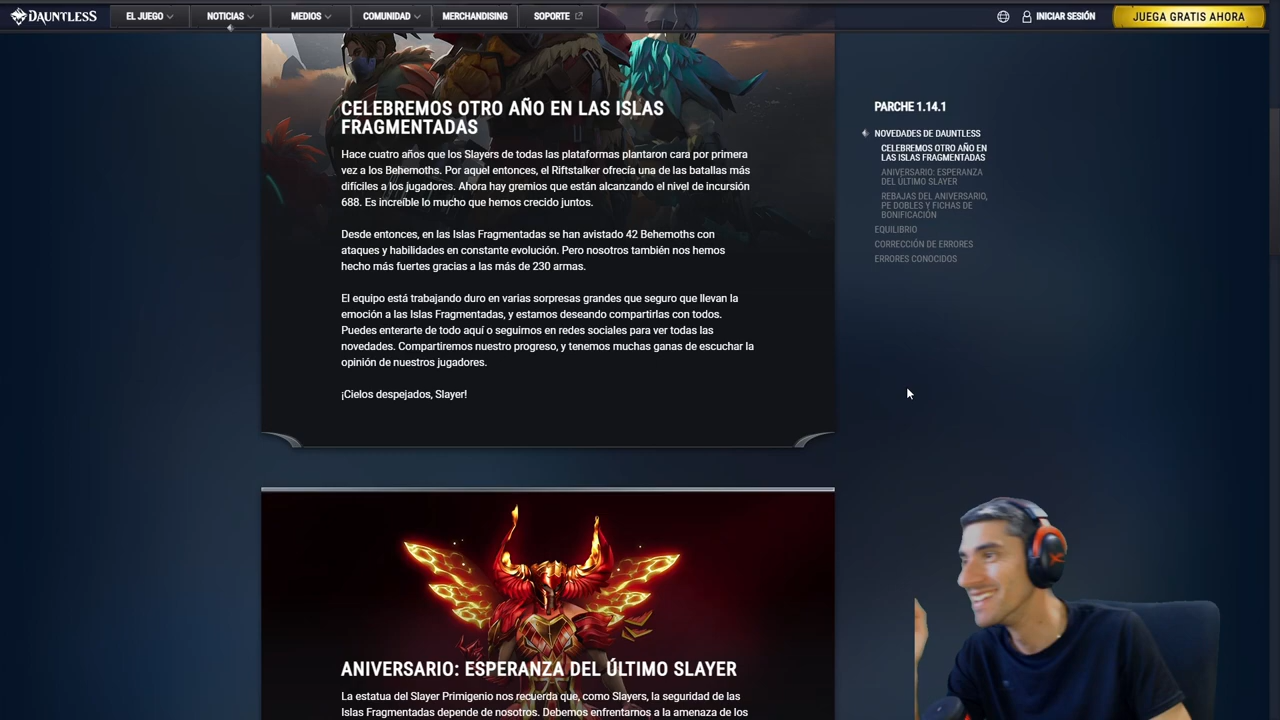 DAUNTLESS
EL JUEGO
NOTICIAS
MEDIOS
COMUNIDAD
MERCHANDISING
SOPORTE
INICIAR SESIÓN
JUEGA GRATIS AHORA
CELEBREMOS OTRO AÑO EN LAS ISLAS
FRAGMENTADAS
Hace cuatro años que los Slayers de todas las plataformas plantaron cara por primera
vez a los Behemoths. Por aquel entonces, el Riftstalker ofrecía una de las batallas más
difíciles a los jugadores. Ahora hay gremios que están alcanzando el nivel de incursión
688. Es increíble lo mucho que hemos crecido juntos.
Desde entonces, en las Islas Fragmentadas se han avistado 42 Behemoths con
ataques y habilidades en constante evolución. Pero nosotros también nos hemos
hecho más fuertes gracias a las más de 230 armas.
El equipo está trabajando duro en varias sorpresas grandes que seguro que llevan la
emoción a las Islas Fragmentadas, y estamos deseando compartirlas con todos.
Puedes enterarte de todo aquí o seguirnos en redes sociales para ver todas las
novedades. Compartiremos nuestro progreso, y tenemos muchas ganas de escuchar la
opinión de nuestros jugadores.
¡Cielos despejados, Slayer!
ANIVERSARIO: ESPERANZA DEL ÚLTIMO SLAYER
La estatua del Slayer Primigenio nos recuerda que, como Slayers, la seguridad de las
Islas Fragmentadas depende de nosotros. Debemos enfrentarnos a la amenaza de los
PARCHE 1.14.1
NOVEDADES DE DAUNTLESS
CELEBREMOS OTRO AÑO EN
LAS ISLAS FRAGMENTADAS
ANIVERSARIO: ESPERANZA
DEL ÚLTIMO SLAYER
REBAJAS DEL ANIVERSARIO,
PE DOBLES Y FICHAS DE
BONIFICACIÓN
EQUILIBRIO
CORRECCIÓN DE ERRORES
ERRORES CONOCIDOS